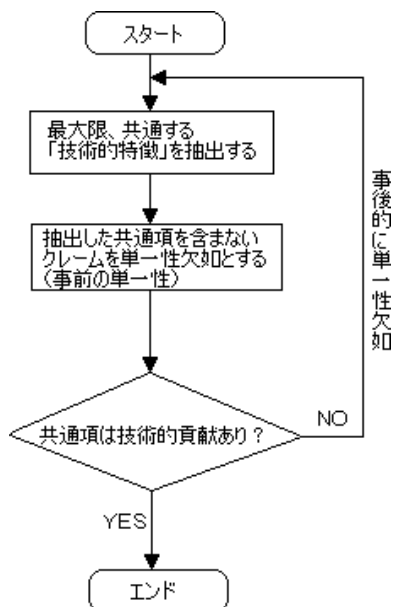 スタート
最大限、共通する
「技術的特徴」を抽出する
抽出した共通項を含まない
クレームを単一性欠如とする
(事前の単一性)
共通項は技術的貢献あり?
NO
事後的に単一性欠如
YES
エンド